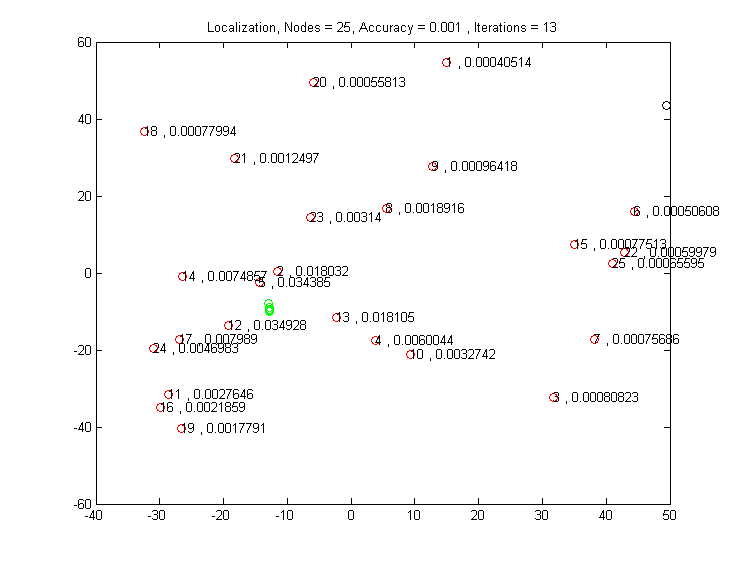 Localization, Nodes = 25, Accuracy = 0.001 , Iterations = 13
60
1 , 0.00040514
20 , 0.00055813
40
18 , 0.00077994
21 , 0.0012497
9 , 0.00096418
20
8 , 0.0018916
6 , 0.00050608
23 , 0.00314
15 , 0.00077513
22 , 0.00059979
25 , 0.00065595
0
2 , 0.018032
14 , 0.0074857
5 , 0.034385
13 , 0.018105
12 , 0.034928
17 , 0.007989
4 , 0.0060044
7 , 0.00075686
24 , 0.0046983
-20
10 , 0.0032742
11 , 0.0027646
3 , 0.00080823
16 , 0.0021859
-40
19 , 0.0017791
-60
-40 -30 -20 -10 0 10 20 30 40 50